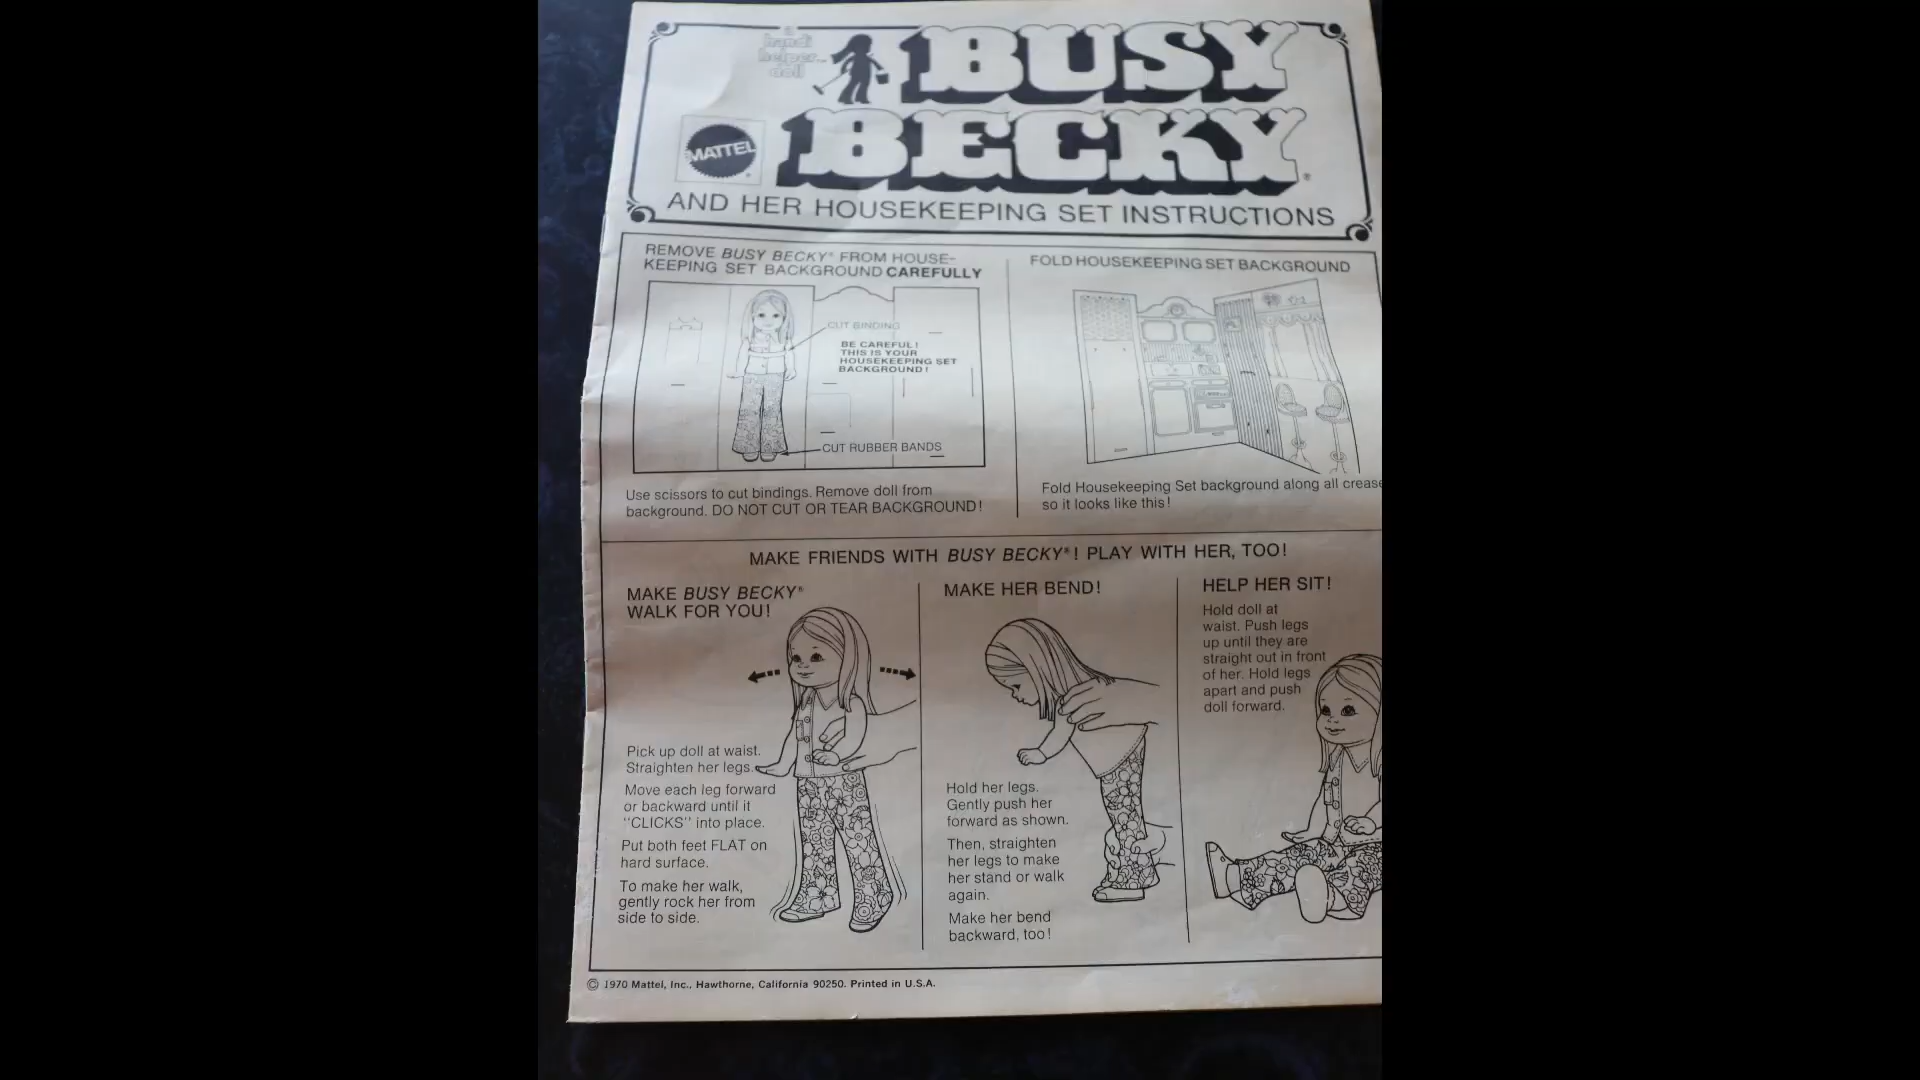 a
handi
helper...
doll
BUSY
BECKY®
MATTEL®
AND HER HOUSEKEEPING SET INSTRUCTIONS
REMOVE BUSY BECKY® FROM HOUSE-
KEEPING SET BACKGROUND CAREFULLY
CUT BINDING
BE CAREFUL!
THIS IS YOUR
HOUSEKEEPING SET
BACKGROUND!
CUT RUBBER BANDS
Use scissors to cut bindings. Remove doll from
background. DO NOT CUT OR TEAR BACKGROUND!
FOLD HOUSEKEEPING SET BACKGROUND
Fold Housekeeping Set background along all crease
so it looks like this!
MAKE FRIENDS WITH BUSY BECKY®! PLAY WITH HER, TOO!
MAKE BUSY BECKY®
WALK FOR YOU!
Pick up doll at waist.
Straighten her legs.
Move each leg forward
or backward until it
"CLICKS" into place.
Put both feet FLAT on
hard surface.
To make her walk,
gently rock her from
side to side.
MAKE HER BEND!
Hold her legs.
Gently push her
forward as shown.
Then, straighten
her legs to make
her stand or walk
again.
Make her bend
backward, too!
HELP HER SIT!
Hold doll at
waist. Push legs
up until they are
straight out in front
of her. Hold legs
apart and push
doll forward.
© 1970 Mattel, Inc., Hawthorne, California 90250. Printed in U.S.A.